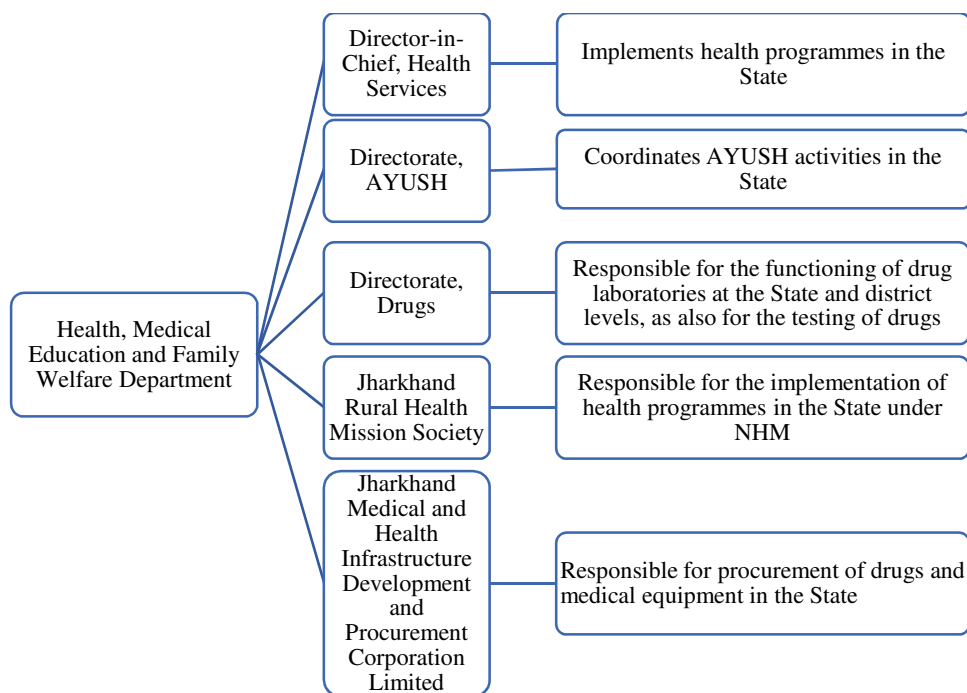 Health, Medical
Education and Family
Welfare Department
Director-in-
Chief, Health
Services
Implements health programmes in the
State
Directorate,
AYUSH
Coordinates AYUSH activities in the
State
Directorate,
Drugs
Responsible for the functioning of drug
laboratories at the State and district
levels, as also for the testing of drugs
Jharkhand
Rural Health
Mission Society
Responsible for the implementation of
health programmes in the State under
NHM
Jharkhand
Medical and
Health
Infrastructure
Development
and
Procurement
Corporation
Limited
Responsible for procurement of drugs and
medical equipment in the State